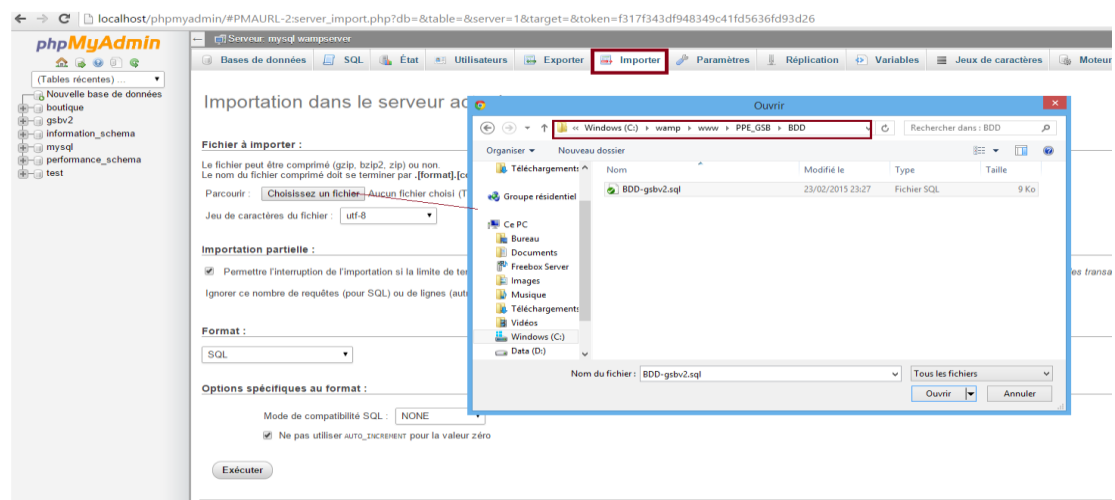 localhost/phpmyadmin/#PMAURL-2:server_import.php?db=&table=&server=1&target=&token=f317f343df948349c41fd5636fd93d26
phpMyAdmin
(Tables récentes) ...
Nouvelle base de données
boutique
gsbv2
information_schema
mysql
performance_schema
test
Serveur: mysql wampserver
Bases de données SQL État Utilisateurs Exporter Importer Paramètres Réplication Variables Jeux de caractères Moteur
Importation dans le serveur ac
Fichier à importer :
Le fichier peut être comprimé (gzip, bzip2, zip) ou non.
Le nom du fichier comprimé doit se terminer par .[format].[co
Parcourir : Choisissez un fichier Aucun fichier choisi (T
Jeu de caractères du fichier : utf-8
Importation partielle :
Permettre l'interruption de l'importation si la limite de te
es transa
Ignorer ce nombre de requêtes (pour SQL) ou de lignes (aut
Format :
SQL
Options spécifiques au format :
Mode de compatibilité SQL : NONE
Ne pas utiliser AUTO_INCREMENT pour la valeur zéro
Exécuter
Ouvrir
« Windows (C:) wamp www PPE_GSB BDD
Rechercher dans : BDD
Organiser Nouveau dossier
Téléchargements
Groupe résidentiel
Ce PC
Bureau
Documents
Freebox Server
Images
Musique
Téléchargements
Vidéos
Windows (C:)
Data (D:)
Nom Modifié le Type Taille
BDD-gsbv2.sql 23/02/2015 23:27 Fichier SQL 9 Ko
Nom du fichier : BDD-gsbv2.sql Tous les fichiers
Ouvrir Annuler